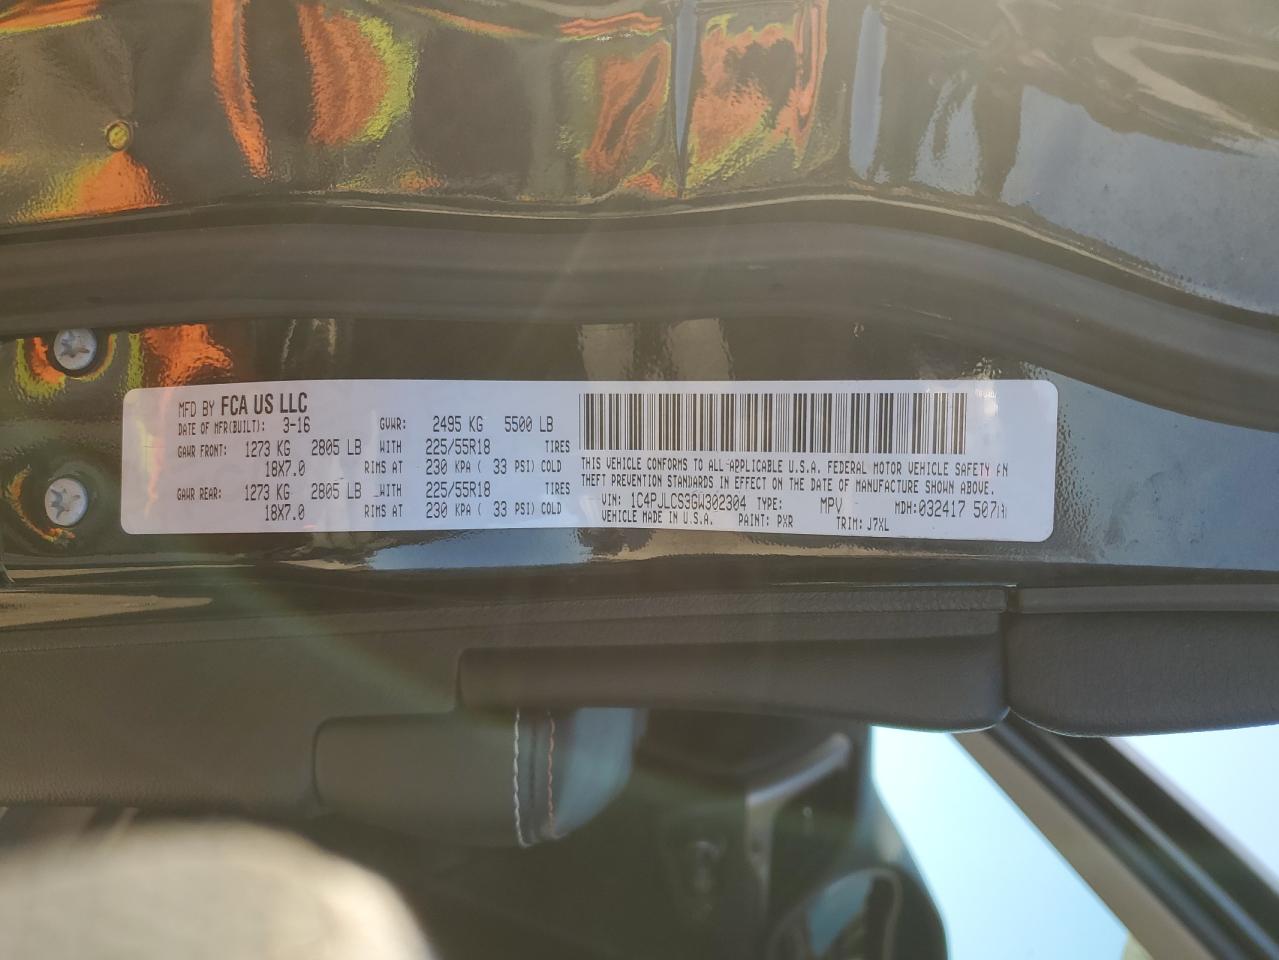 MFD BY FCA US LLC
DATE OF MFR(BUILT): 3-16 GVWR: 2495 KG 5500 LB
GAWR FRONT: 1273 KG 2805 LB WITH 225/55R18 TIRES
18X7.0 RIMS AT 230 KPA ( 33 PSI) COLD
GAWR REAR: 1273 KG 2805 LB WITH 225/55R18 TIRES
18X7.0 RIMS AT 230 KPA ( 33 PSI) COLD
THIS VEHICLE CONFORMS TO ALL APPLICABLE U.S.A. FEDERAL MOTOR VEHICLE SAFETY
THEFT PREVENTION STANDARDS IN EFFECT ON THE DATE OF MANUFACTURE SHOWN ABOVE.
VIN: 1C4PJLCS3GW302304 TYPE: MPV MDH:032417
VEHICLE MADE IN U.S.A. PAINT: PXR TRIM: J7XL